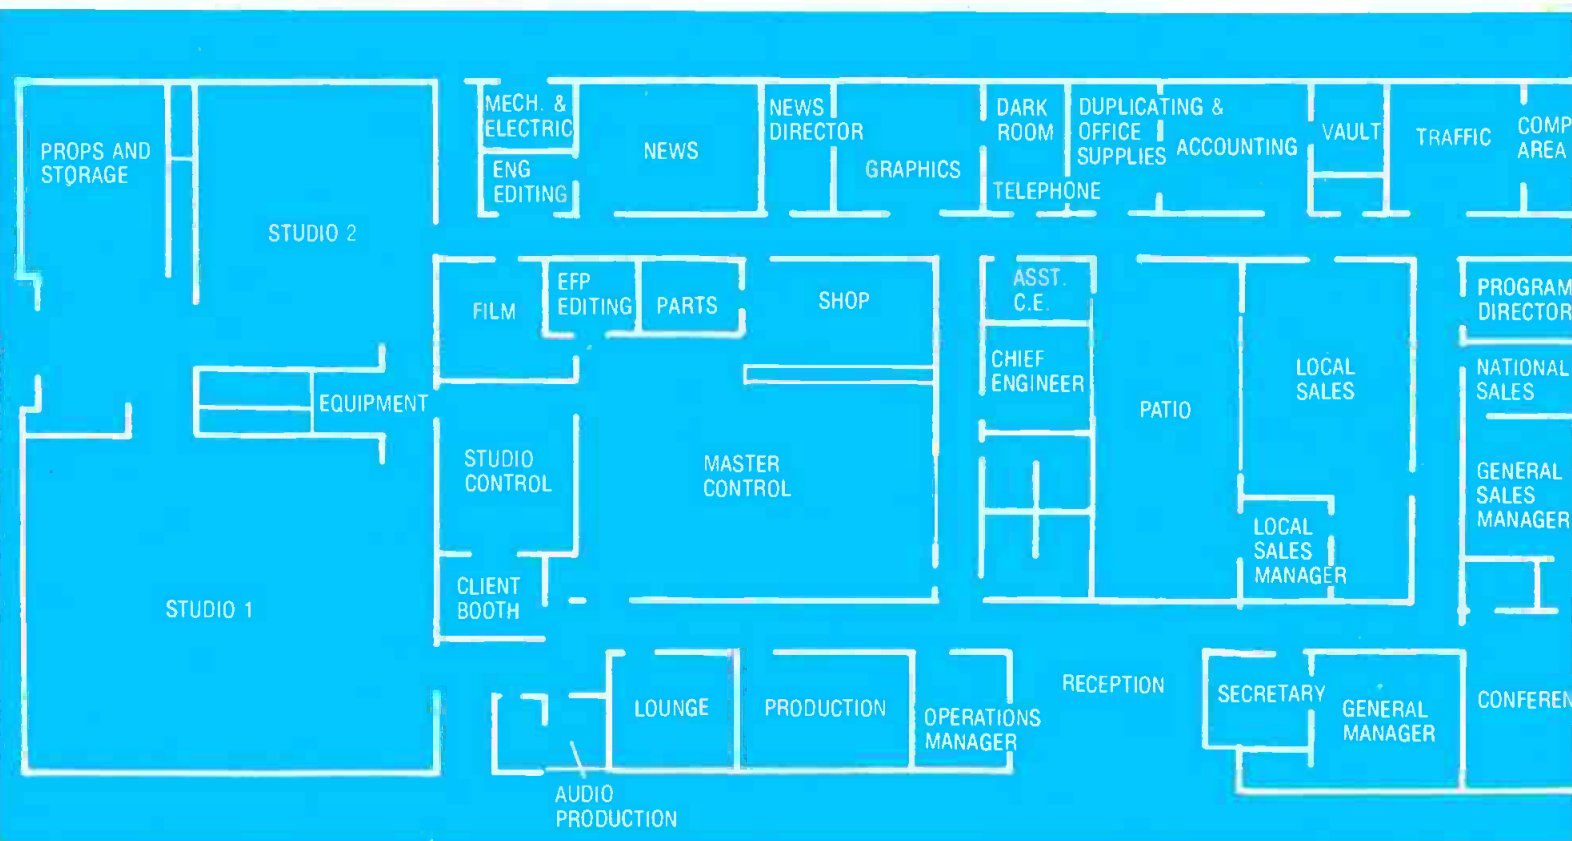 PROPS AND
STORAGE
STUDIO 2
MECH. &
ELECTRIC
ENG
EDITING
NEWS
NEWS
DIRECTOR
GRAPHICS
DARK
ROOM
TELEPHONE
DUPLICATING &
OFFICE
SUPPLIES
ACCOUNTING
VAULT
TRAFFIC
COMP
AREA
FILM
EFP
EDITING
PARTS
SHOP
ASST.
C.E.
CHIEF
ENGINEER
PATIO
LOCAL
SALES
PROGRAM
DIRECTOR
NATIONAL
SALES
EQUIPMENT
STUDIO
CONTROL
MASTER
CONTROL
GENERAL
SALES
MANAGER
LOCAL
SALES
MANAGER
CLIENT
BOOTH
STUDIO 1
LOUNGE
PRODUCTION
OPERATIONS
MANAGER
RECEPTION
SECRETARY
GENERAL
MANAGER
CONFEREN
AUDIO
PRODUCTION